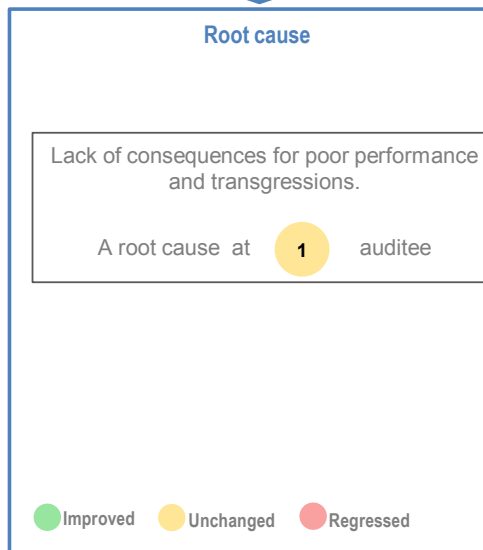 Root cause
Lack of consequences for poor performance
and transgressions.
A root cause at 1 auditee
Improved Unchanged Regressed